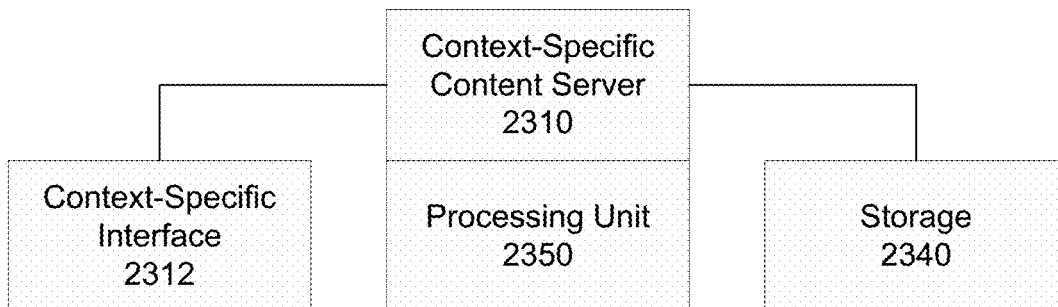 Context-Specific
Content Server
2310
Context-Specific
Interface
2312
Processing Unit
2350
Storage
2340